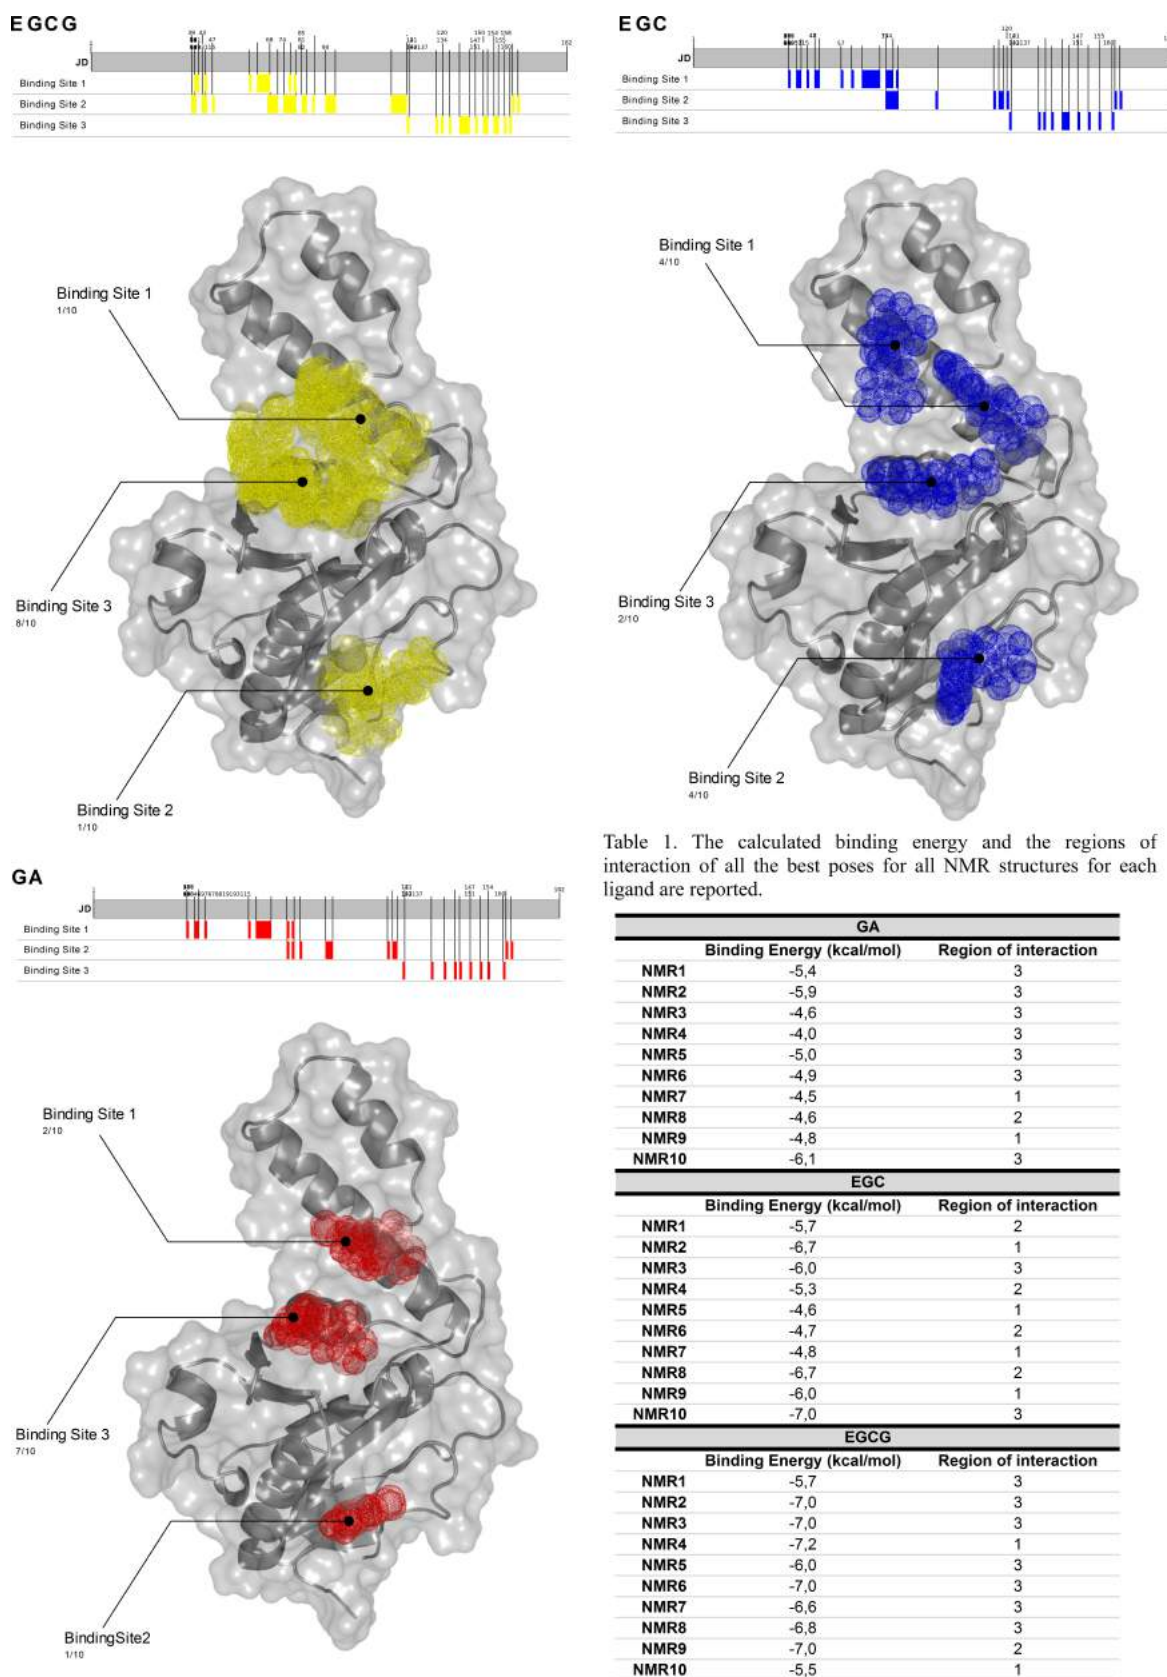 EGCG
JD
182
Binding Site 1
Binding Site 2
Binding Site 3
Binding Site 1
1/10
Binding Site 3
8/10
Binding Site 2
1/10
EGC
JD
120
Binding Site 1
Binding Site 2
Binding Site 3
Binding Site 1
4/10
Binding Site 3
2/10
Binding Site 2
4/10
GA
JD
Binding Site 1
Binding Site 2
Binding Site 3
Binding Site 1
2/10
Binding Site 3
7/10
BindingSite2
1/10
Table 1. The calculated binding energy and the regions of
interaction of all the best poses for all NMR structures for each
ligand are reported.
GA
Binding Energy (kcal/mol) Region of interaction
NMR1 -5,4 3
NMR2 -5,9 3
NMR3 -4,6 3
NMR4 -4,0 3
NMR5 -5,0 3
NMR6 -4,9 3
NMR7 -4,5 1
NMR8 -4,6 2
NMR9 -4,8 1
NMR10 -6,1 3
EGC
Binding Energy (kcal/mol) Region of interaction
NMR1 -5,7 2
NMR2 -6,7 1
NMR3 -6,0 3
NMR4 -5,3 2
NMR5 -4,6 1
NMR6 -4,7 2
NMR7 -4,8 1
NMR8 -6,7 2
NMR9 -6,0 1
NMR10 -7,0 3
EGCG
Binding Energy (kcal/mol) Region of interaction
NMR1 -5,7 3
NMR2 -7,0 3
NMR3 -7,0 3
NMR4 -7,2 1
NMR5 -6,0 3
NMR6 -7,0 3
NMR7 -6,6 3
NMR8 -6,8 3
NMR9 -7,0 2
NMR10 -5,5 1